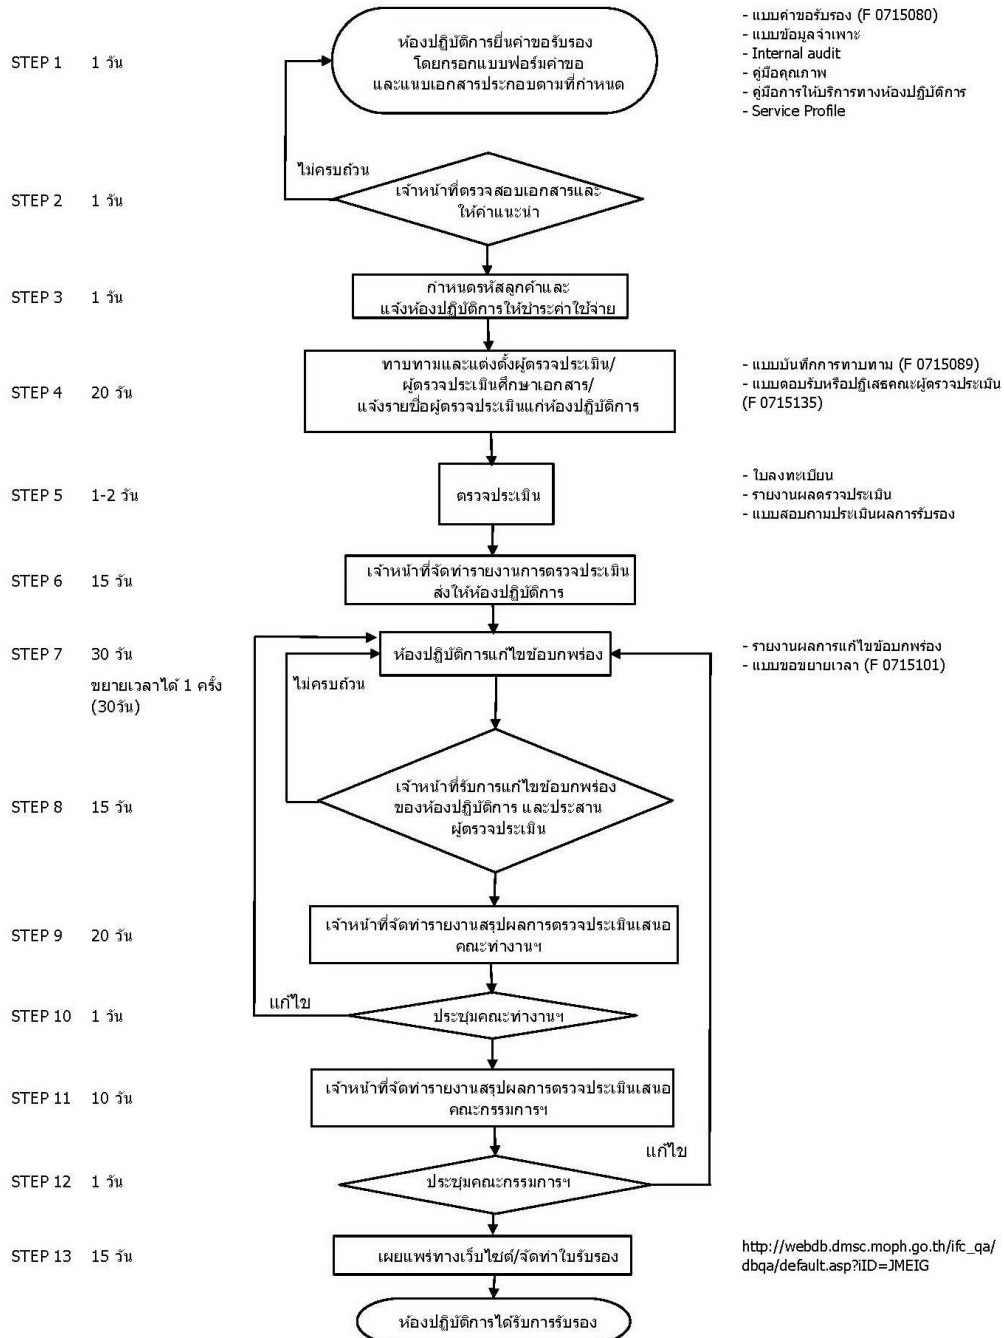 STEP 1 1 วัน
ห้องปฏิบัติการยื่นคำขอรับรอง
โดยกรอกแบบฟอร์มคำขอ
และแนบเอกสารประกอบตามที่กำหนด
- แบบคำขอรับรอง (F 0715080)
- แบบข้อมูลจำเพาะ
- Internal audit
- คู่มือคุณภาพ
- คู่มือการให้บริการทางห้องปฏิบัติการ
- Service Profile
ไม่ครบถ้วน
STEP 2 1 วัน
เจ้าหน้าที่ตรวจสอบเอกสารและ
ให้คำแนะนำ
STEP 3 1 วัน
กำหนดรหัสลูกค้าและ
แจ้งห้องปฏิบัติการให้ชำระค่าใช้จ่าย
STEP 4 20 วัน
ทาบทามและแต่งตั้งผู้ตรวจประเมิน/
ผู้ตรวจประเมินศึกษาเอกสาร/
แจ้งรายชื่อผู้ตรวจประเมินแก่ห้องปฏิบัติการ
- แบบบันทึกการทาบทาม (F 0715089)
- แบบตอบรับหรือปฏิเสธคณะผู้ตรวจประเมิน
(F 0715135)
STEP 5 1-2 วัน
ตรวจประเมิน
- ใบลงทะเบียน
- รายงานผลตรวจประเมิน
- แบบสอบถามประเมินผลการรับรอง
STEP 6 15 วัน
เจ้าหน้าที่จัดทำรายงานการตรวจประเมิน
ส่งให้ห้องปฏิบัติการ
STEP 7 30 วัน
ขยายเวลาได้ 1 ครั้ง
(30วัน)
ห้องปฏิบัติการแก้ไขข้อบกพร่อง
- รายงานผลการแก้ไขข้อบกพร่อง
- แบบขอขยายเวลา (F 0715101)
ไม่ครบถ้วน
STEP 8 15 วัน
เจ้าหน้าที่รับการแก้ไขข้อบกพร่อง
ของห้องปฏิบัติการ และประสาน
ผู้ตรวจประเมิน
STEP 9 20 วัน
เจ้าหน้าที่จัดทำรายงานสรุปผลการตรวจประเมินเสนอ
คณะทำงานฯ
แก้ไข
STEP 10 1 วัน
ประชุมคณะทำงานฯ
STEP 11 10 วัน
เจ้าหน้าที่จัดทำรายงานสรุปผลการตรวจประเมินเสนอ
คณะกรรมการฯ
แก้ไข
STEP 12 1 วัน
ประชุมคณะกรรมการฯ
STEP 13 15 วัน
เผยแพร่ทางเว็บไซต์/จัดทำใบรับรอง
http://webdb.dmsc.moph.go.th/ifc_qa/
dbqa/default.asp?iID=JMEIG
ห้องปฏิบัติการได้รับการรับรอง